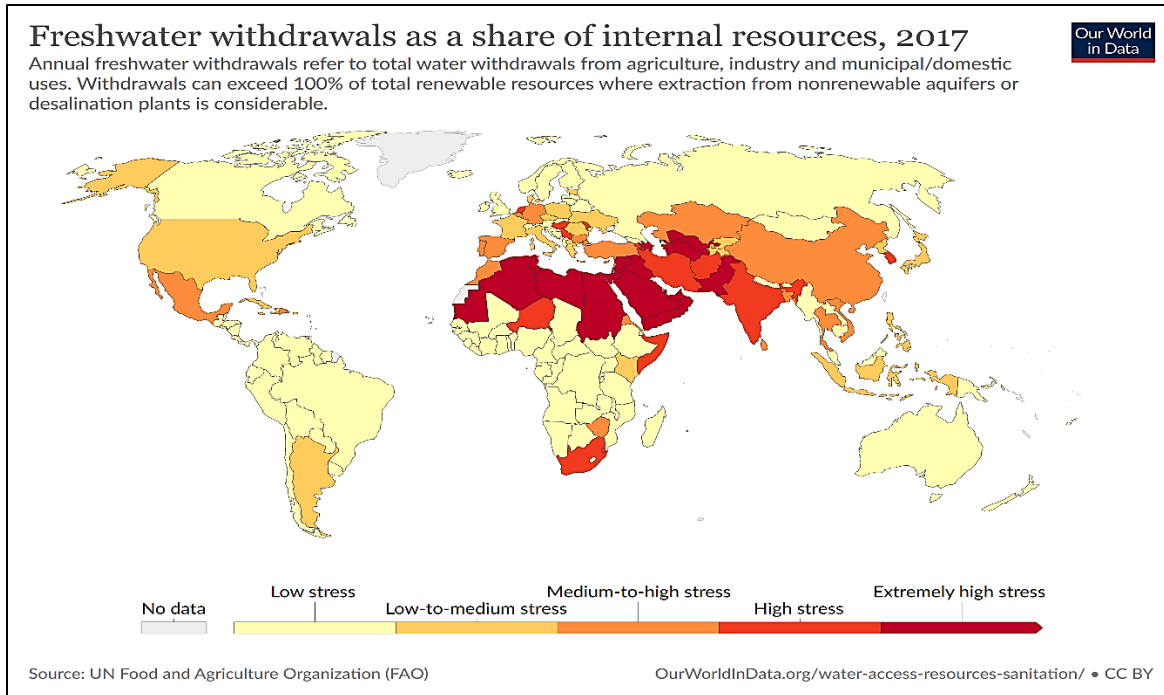 Freshwater withdrawals as a share of internal resources, 2017
Our World
in Data
Annual freshwater withdrawals refer to total water withdrawals from agriculture, industry and municipal/domestic
uses. Withdrawals can exceed 100% of total renewable resources where extraction from nonrenewable aquifers or
desalination plants is considerable.
No data
Low stress
Low-to-medium stress
Medium-to-high stress
High stress
Extremely high stress
Source: UN Food and Agriculture Organization (FAO)
OurWorldInData.org/water-access-resources-sanitation/ • CC BY